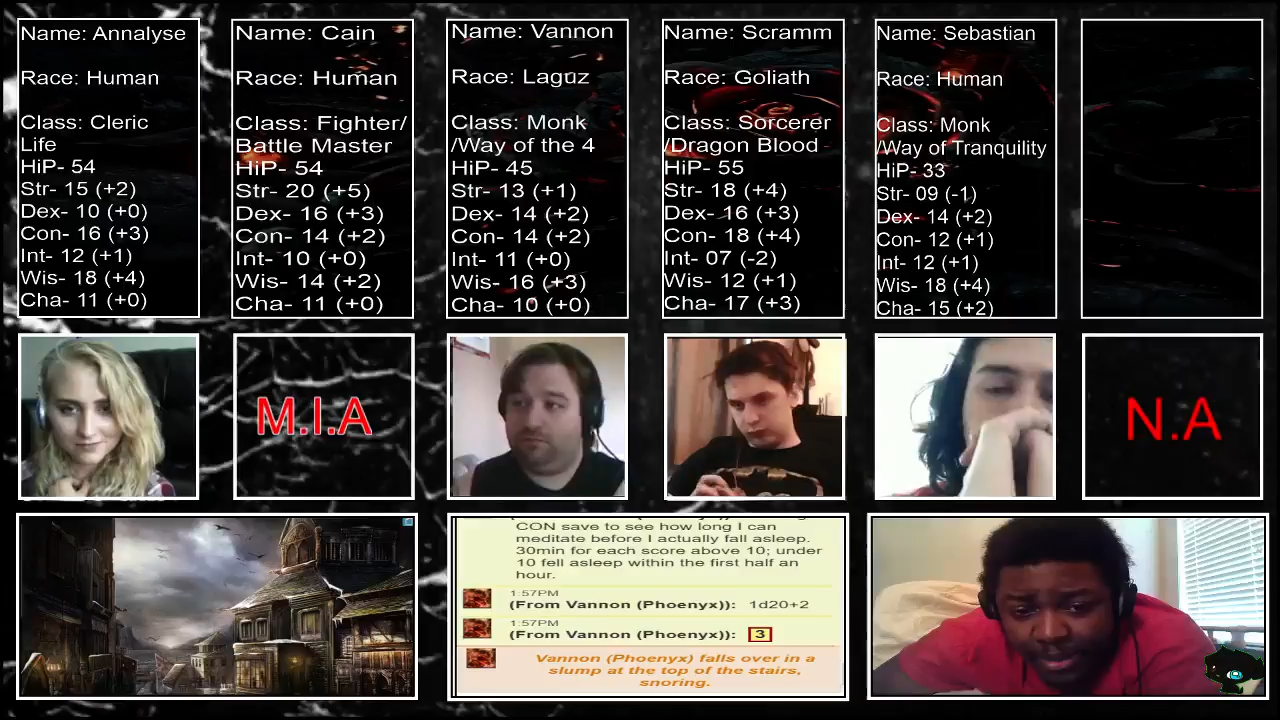 Name: Annalyse
Race: Human
Class: Cleric
Life
HiP- 54
Str- 15 (+2)
Dex- 10 (+0)
Con- 16 (+3)
Int- 12 (+1)
Wis- 18 (+4)
Cha- 11 (+0)
Name: Cain
Race: Human
Class: Fighter/
Battle Master
HiP- 54
Str- 20 (+5)
Dex- 16 (+3)
Con- 14 (+2)
Int- 10 (+0)
Wis- 14 (+2)
Cha- 11 (+0)
Name: Vannon
Race: Laguz
Class: Monk
/Way of the 4
HiP- 45
Str- 13 (+1)
Dex- 14 (+2)
Con- 14 (+2)
Int- 11 (+0)
Wis- 16 (+3)
Cha- 10 (+0)
Name: Scramm
Race: Goliath
Class: Sorcerer
/Dragon Blood
HiP- 55
Str- 18 (+4)
Dex- 16 (+3)
Con- 18 (+4)
Int- 07 (-2)
Wis- 12 (+1)
Cha- 17 (+3)
Name: Sebastian
Race: Human
Class: Monk
/Way of Tranquility
HiP- 33
Str- 09 (-1)
Dex- 14 (+2)
Con- 12 (+1)
Int- 12 (+1)
Wis- 18 (+4)
Cha- 15 (+2)
M.I.A
N.A
CON save to see how long I can
meditate before I actually fall asleep.
30min for each score above 10; under
10 fell asleep within the first half an
hour.
1:57PM
(From Vannon (Phoenyx)): 1d20+2
1:57PM
(From Vannon (Phoenyx)): 3
Vannon (Phoenyx) falls over in a
slump at the top of the stairs,
snoring.